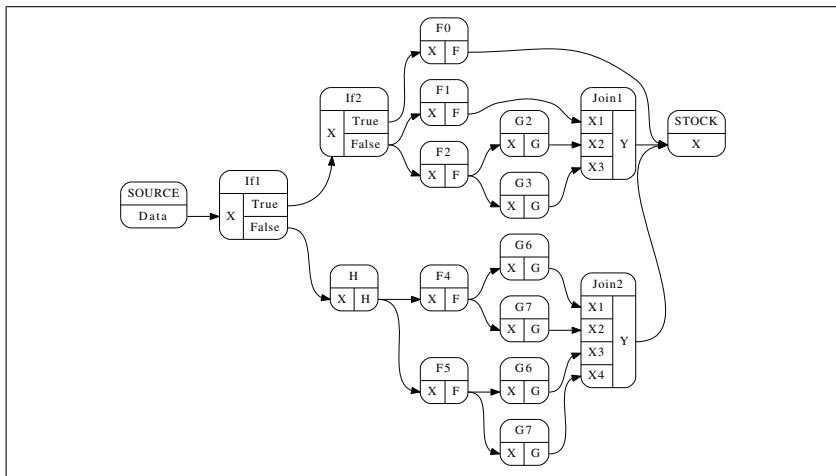 F0
X F
If2
X
True
False
F1
X F
F2
X F
G2
X G
G3
X G
Join1
X1
X2
X3
Y
STOCK
X
SOURCE
Data
If1
X
True
False
H
X H
F4
X F
F5
X F
G6
X G
G7
X G
G6
X G
G7
X G
Join2
X1
X2
X3
X4
Y